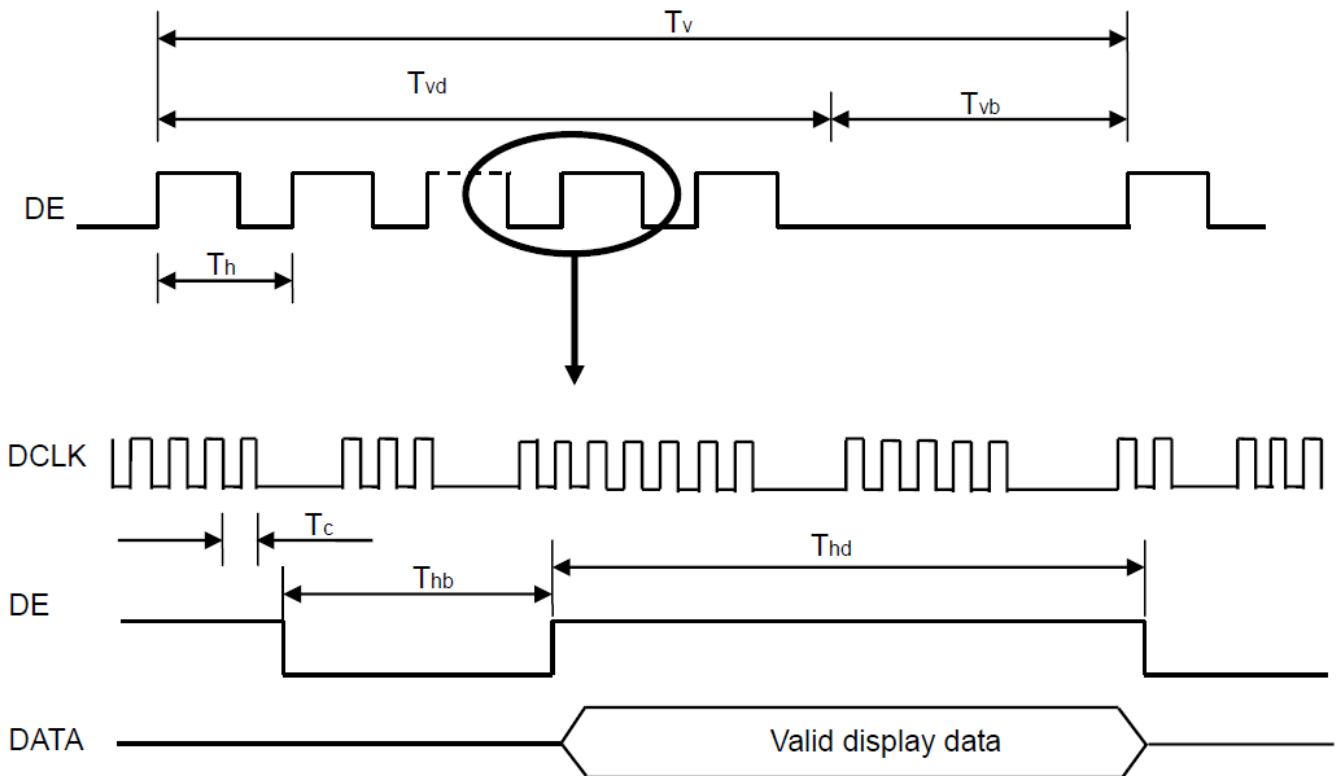 Tv
Tvd
Tvb
DE
Th
DCLK
Tc
Thd
Thb
DE
DATA
Valid display data